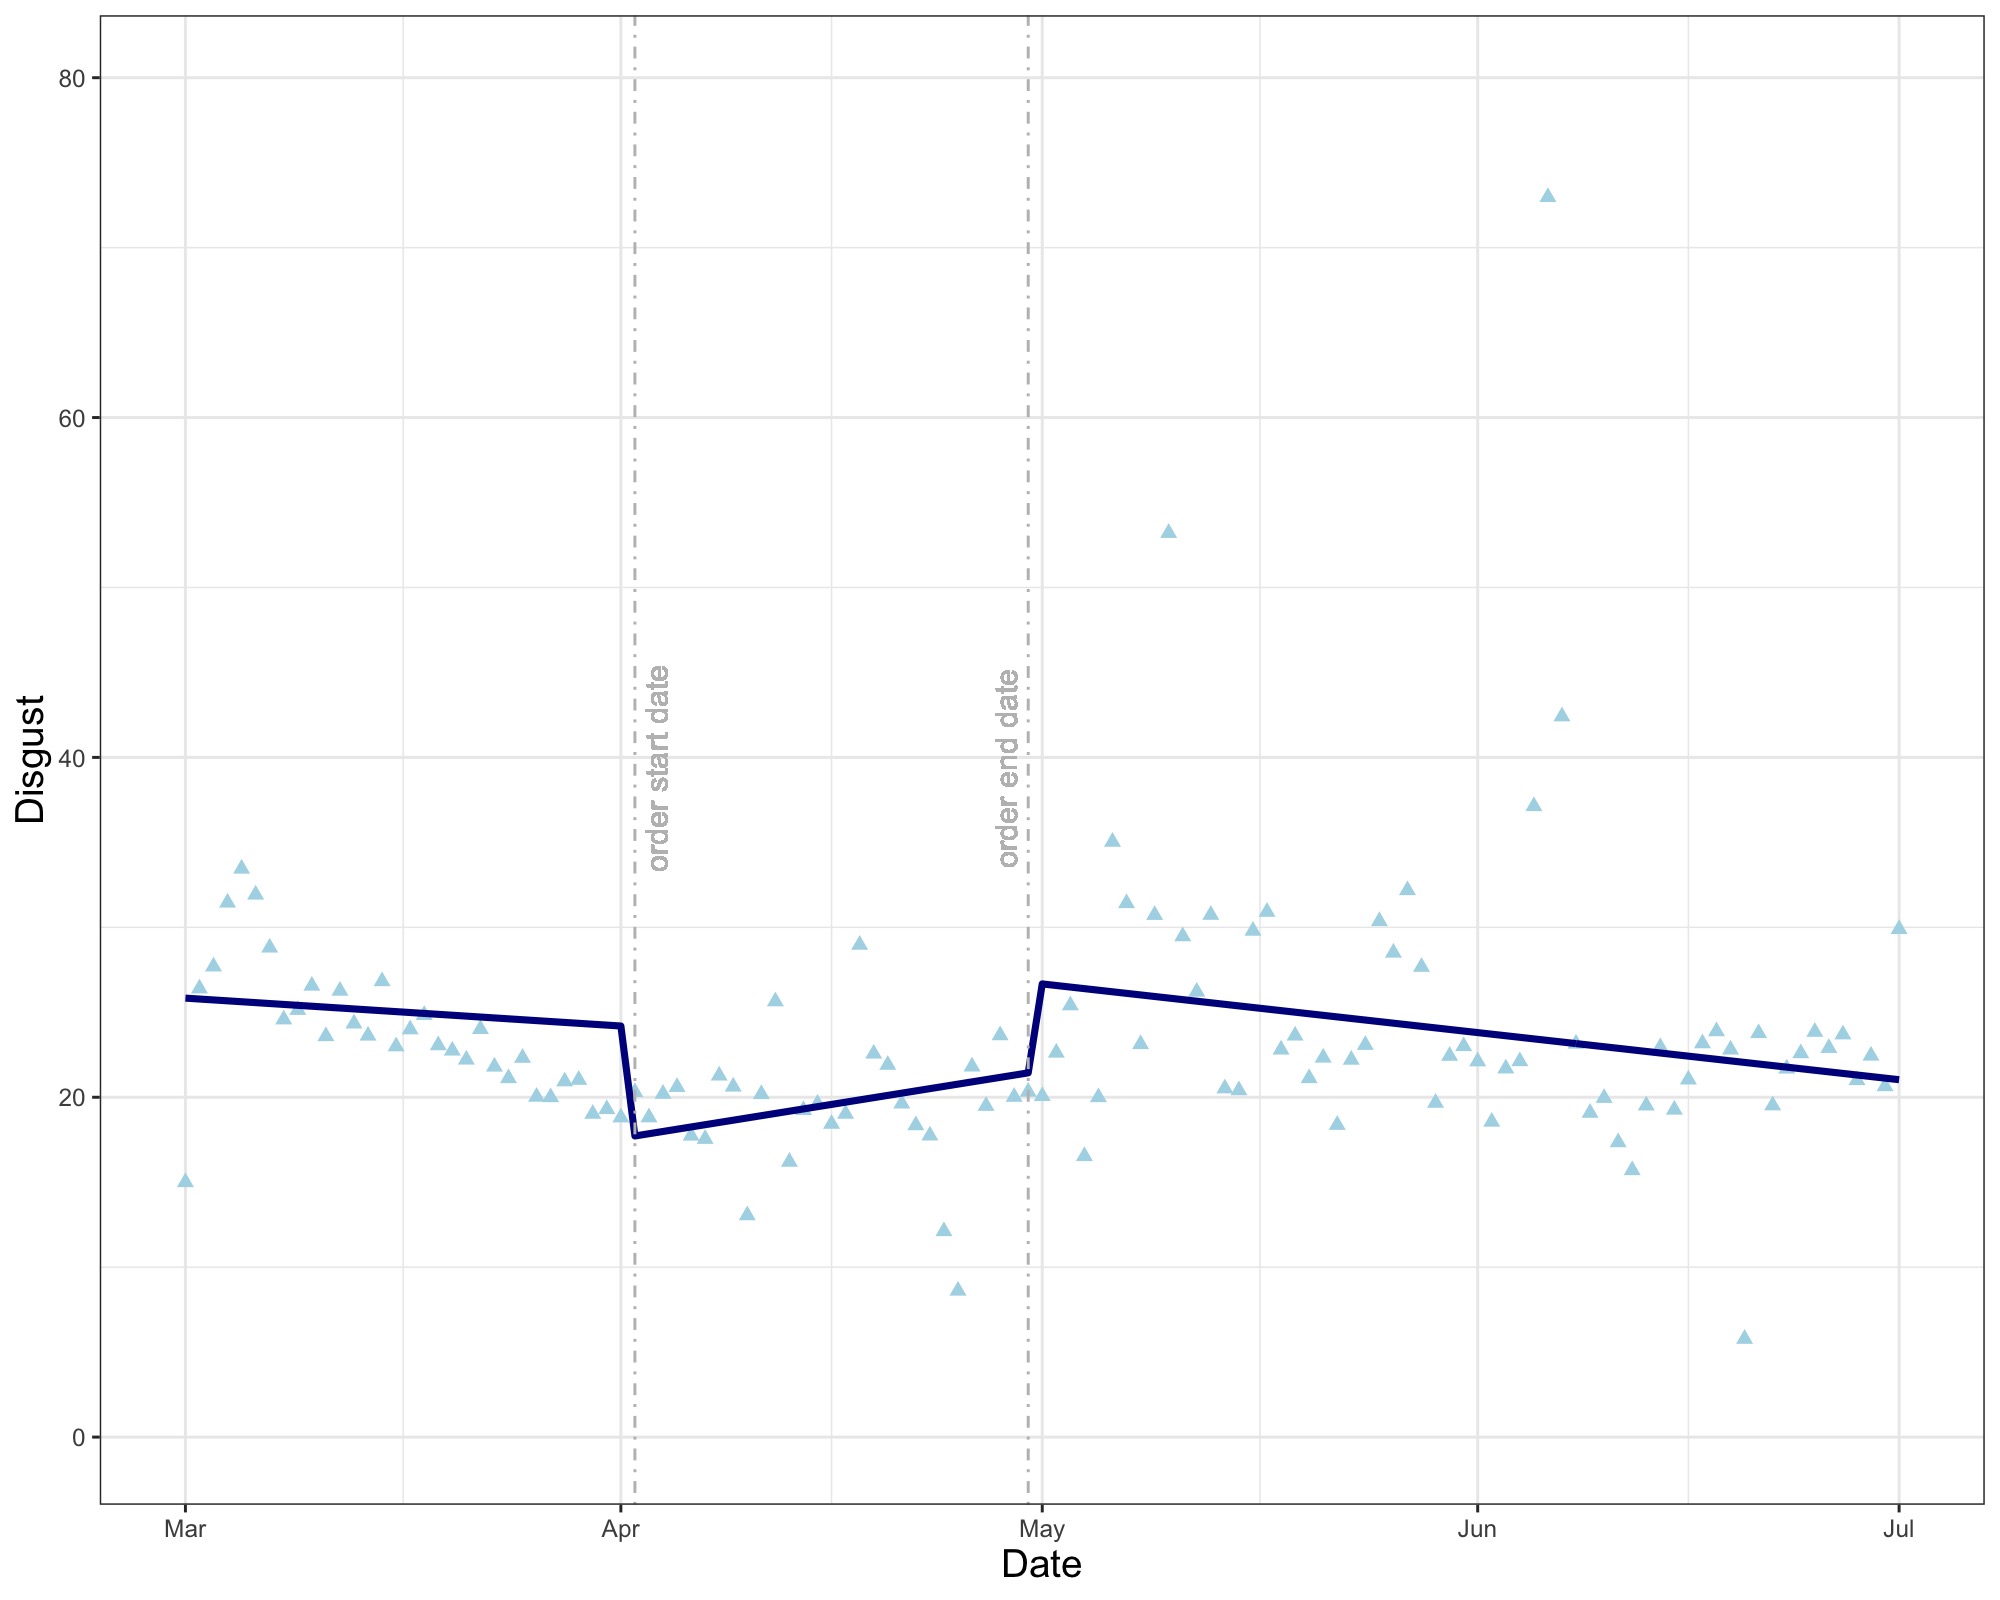 80
60
40
20
0
Disgust
order start date
order end date
Mar
Apr
May
Jun
Jul
Date